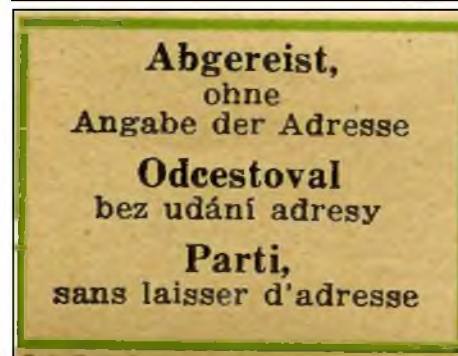 Abgereist,
ohne
Angabe der Adresse
Odcestoval
bez udání adresy
Parti,
sans laisser d'adresse